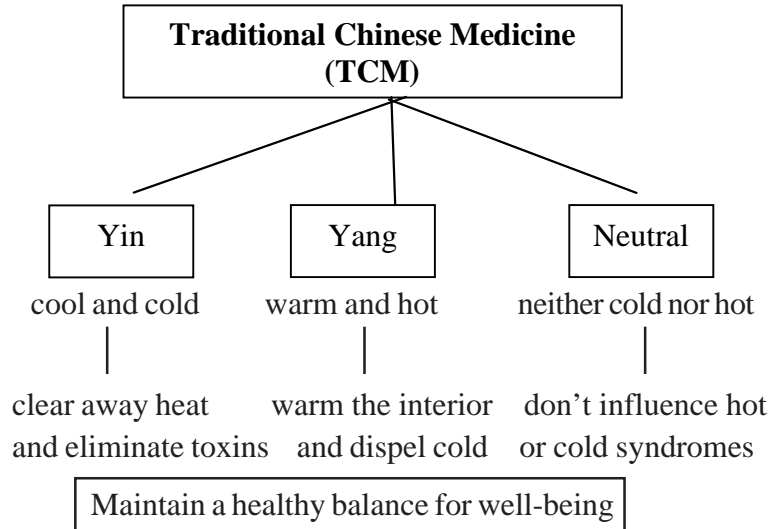 Traditional Chinese Medicine
(TCM)
Yin
Yang
Neutral
cool and cold
warm and hot
neither cold nor hot
clear away heat
and eliminate toxins
warm the interior
and dispel cold
don't influence hot
or cold syndromes
Maintain a healthy balance for well-being